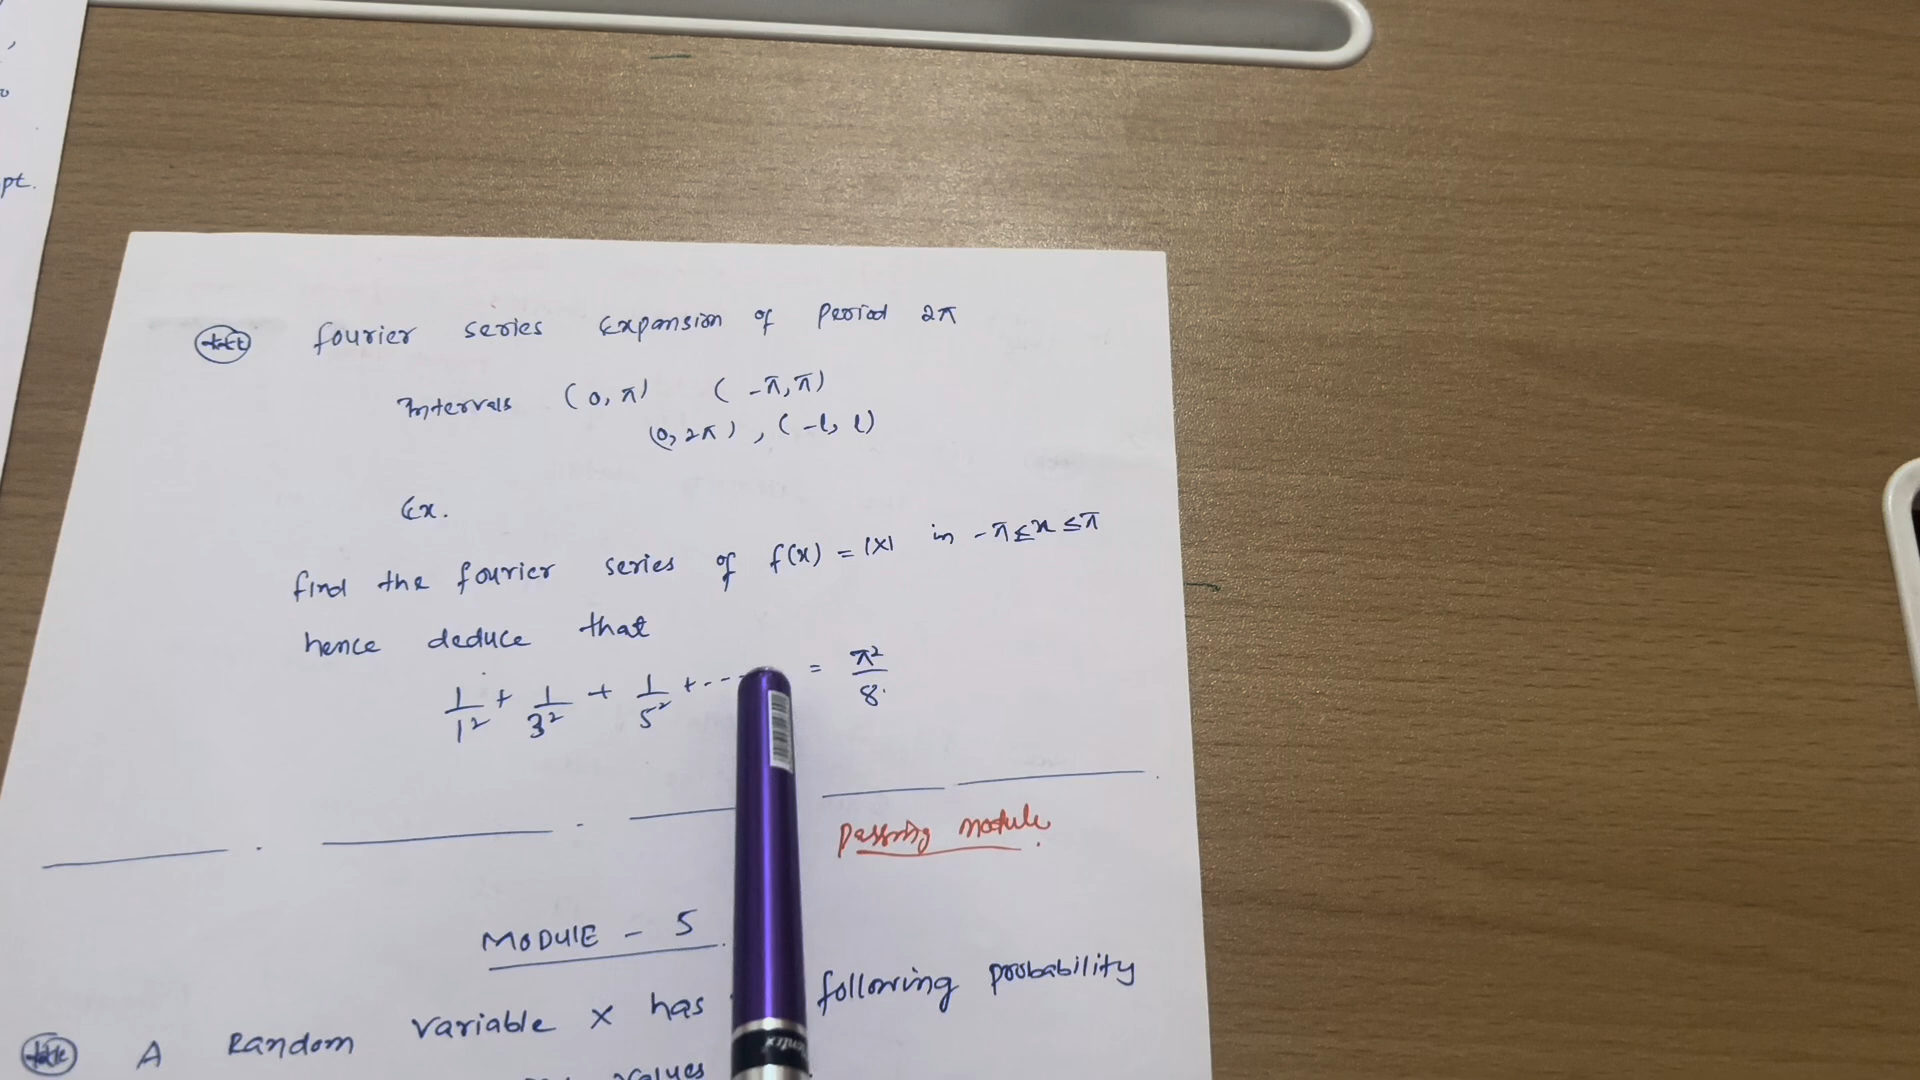 pt.
Fourier series Expansion of Period 2π
Intervals (0, π) (-π, π)
(0, 2π), (-l, l)
Ex.
find the fourier series of f(x) = |x| in -π ≤ x ≤ π
hence deduce that
1/1² + 1/3² + 1/5² + --- = π²/8.
Passing module.
MODULE - 5
A Random variable x has following probability
values